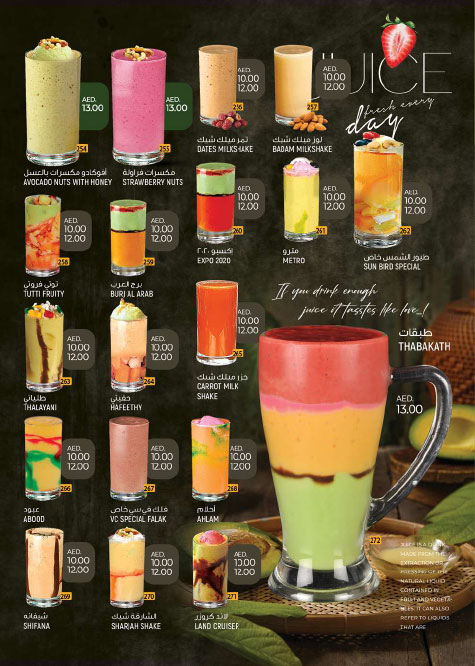 JUICE
fresh every
day
AED.
13.00
254
أفوكادو مكسرات بالعسل
AVOCADO NUTS WITH HONEY
AED.
13.00
255
مكسرات فراولة
STRAWBERRY NUTS
AED.
10.00
12.00
256
تمر ميلك شيك
DATES MILKSHAKE
AED.
10.00
12.00
257
لوز ميلك شيك
BADAM MILKSHAKE
AED.
10.00
12.00
258
توتي فروتي
TUTTI FRUITY
AED.
10.00
12.00
259
برج العرب
BURJ AL ARAB
AED.
10.00
12.00
260
إكسبو ٢٠٢٠
EXPO 2020
AED.
10.00
12.00
261
مترو
METRO
AED.
10.00
12.00
262
طيور الشمس خاص
SUN BIRD SPECIAL
If you drink enough
juice it tasstes like love_!
AED.
10.00
12.00
263
طلياني
THALAYANI
AED.
10.00
12.00
264
حفيتي
HAFEETHY
AED.
10.00
12.00
265
جزر ميلك شيك
CARROT MILK
SHAKE
طبقات
THABAKATH
AED.
13.00
AED.
10.00
12.00
266
عبود
ABOOD
AED.
10.00
12.00
267
فلك في سي خاص
VC SPECIAL FALAK
AED.
10.00
12.00
268
أحلام
AHLAM
AED.
10.00
12.00
269
شيفانه
SHIFANA
AED.
10.00
12.00
270
الشارقة شيك
SHARJAH SHAKE
AED.
10.00
12.00
271
لاند كروزر
LAND CRUISER
272
JUICE IS A DRINK
MADE FROM THE
EXTRACTION OR
PRESSING OF THE
NATURAL LIQUID
CONTAINED IN
FRUIT AND VEGETA-
BLES. IT CAN ALSO
REFER TO LIQUIDS
THAT ARE